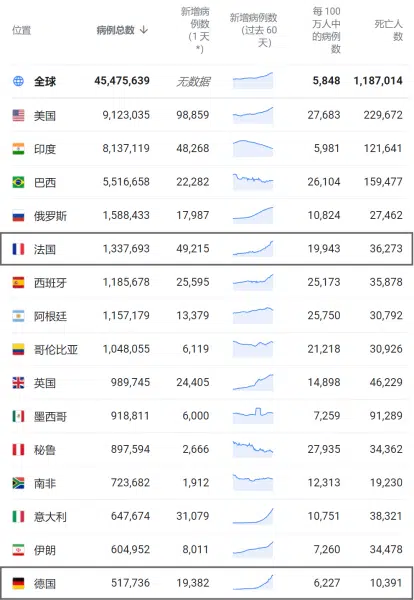 位置 病例总数 ↓ 新增病例数(1 天*) 新增病例数(过去 60 天) 每 100 万人中的病例数 死亡人数
全球 45,475,639 无数据 5,848 1,187,014
美国 9,123,035 98,859 27,683 229,672
印度 8,137,119 48,268 5,981 121,641
巴西 5,516,658 22,282 26,104 159,477
俄罗斯 1,588,433 17,987 10,824 27,462
法国 1,337,693 49,215 19,943 36,273
西班牙 1,185,678 25,595 25,173 35,878
阿根廷 1,157,179 13,379 25,750 30,792
哥伦比亚 1,048,055 6,119 21,218 30,926
英国 989,745 24,405 14,898 46,229
墨西哥 918,811 6,000 7,259 91,289
秘鲁 897,594 2,666 27,935 34,362
南非 723,682 1,912 12,313 19,230
意大利 647,674 31,079 10,751 38,321
伊朗 604,952 8,011 7,260 34,478
德国 517,736 19,382 6,227 10,391